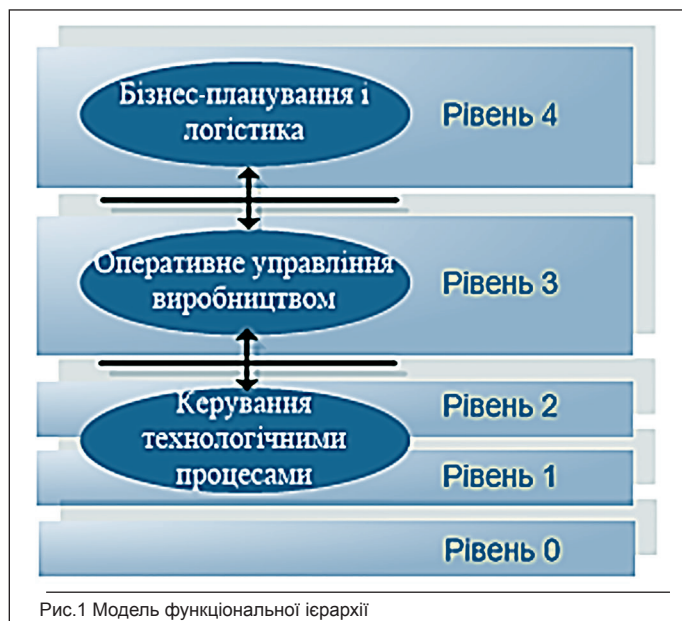 Бізнес-планування і
логістика
Рівень 4
Оперативне управління
виробництвом
Рівень 3
Керування
технологічними
процесами
Рівень 2
Рівень 1
Рівень 0
Рис.1 Модель функціональної ієрархії